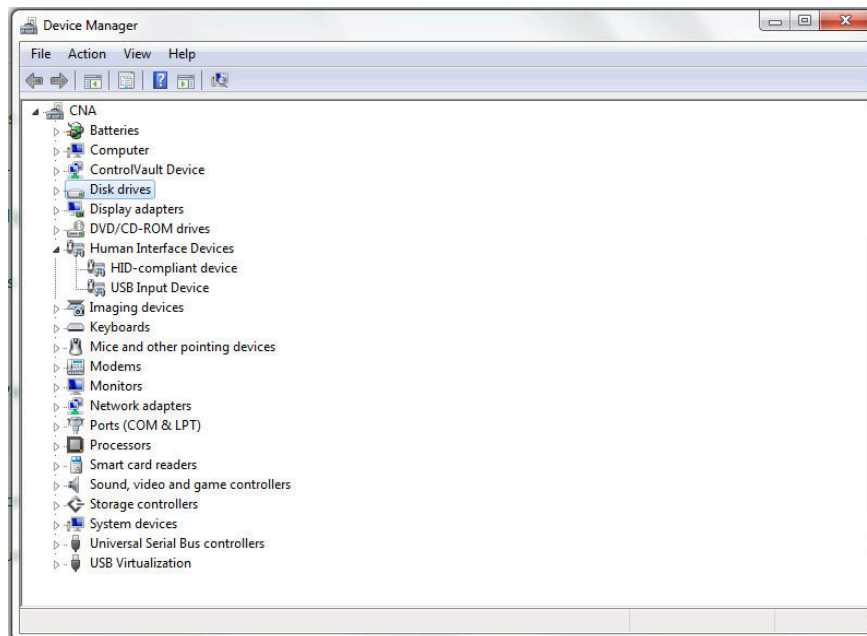 Device Manager
File Action View Help
CNA
Batteries
Computer
ControlVault Device
Disk drives
Display adapters
DVD/CD-ROM drives
Human Interface Devices
HID-compliant device
USB Input Device
Imaging devices
Keyboards
Mice and other pointing devices
Modems
Monitors
Network adapters
Ports (COM & LPT)
Processors
Smart card readers
Sound, video and game controllers
Storage controllers
System devices
Universal Serial Bus controllers
USB Virtualization